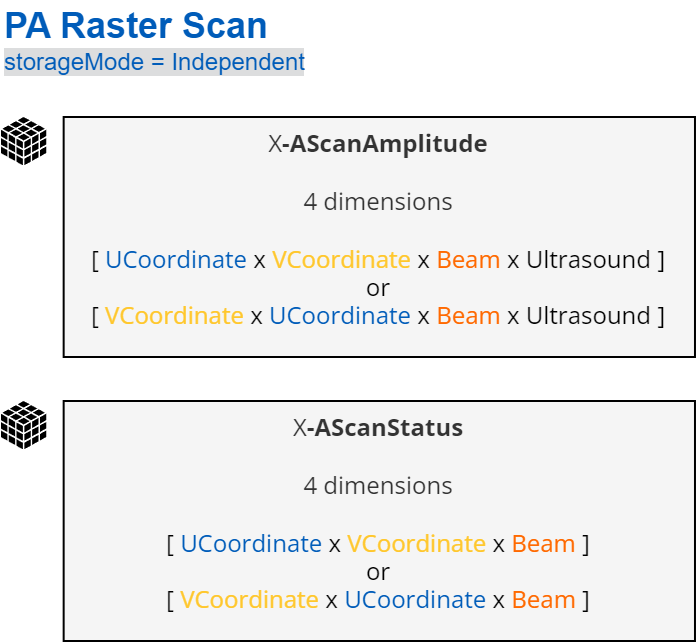 PA Raster Scan
storageMode = Independent
X-AScanAmplitude
4 dimensions
[ UCoordinate x VCoordinate x Beam x Ultrasound ]
or
[ VCoordinate x UCoordinate x Beam x Ultrasound ]
X-AScanStatus
4 dimensions
[ UCoordinate x VCoordinate x Beam ]
or
[ VCoordinate x UCoordinate x Beam ]